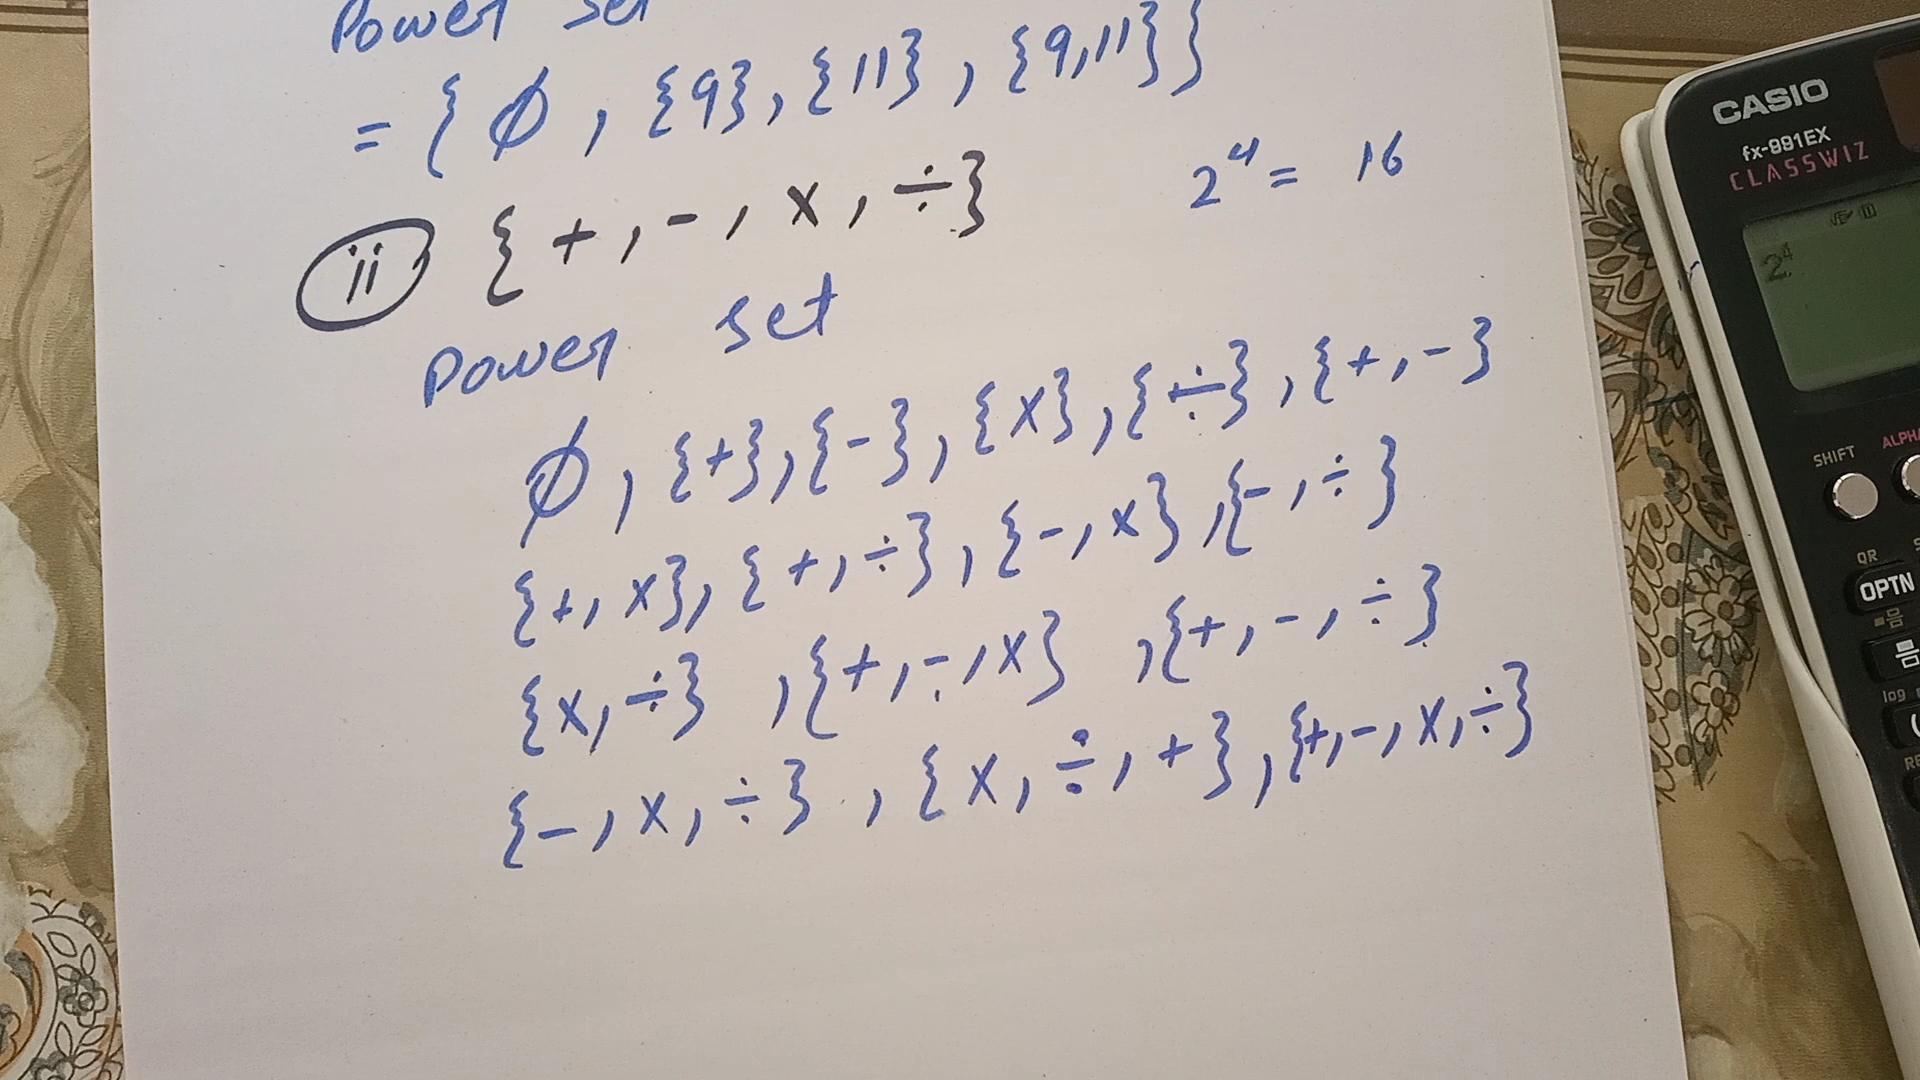 Power set
= { ∅ , {9}, {11} , {9,11}}
2⁴ = 16
ii { + , - , x , ÷ }
Power set
∅ , {+}, {-}, {x}, {÷}, {+,-}
{+, x}, {+, ÷}, {-, x}, {-, ÷}
{x, ÷} , {+, -, x} , {+, -, ÷}
{-, x, ÷} , {x, ÷, +}, {+, -, x, ÷}
CASIO
fx-991EX
CLASSWIZ
2⁴
SHIFT
ALPHA
OPTN
log